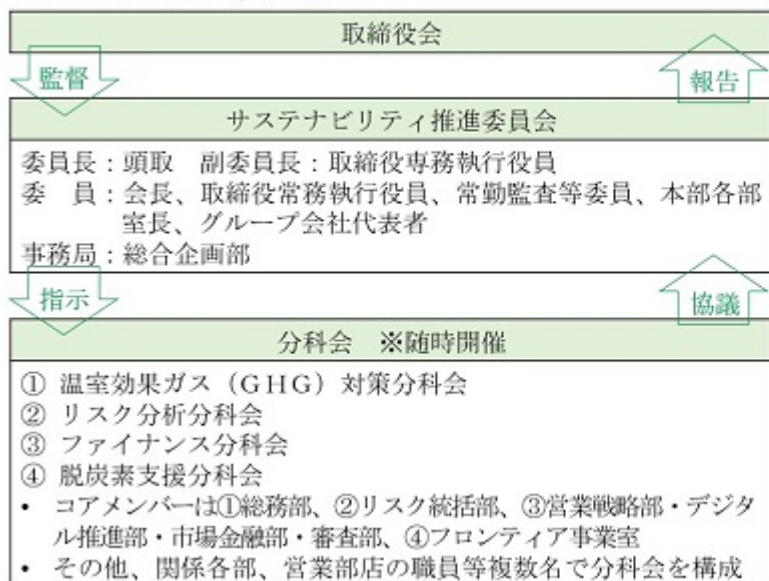 取締役会
監督
報告
サステナビリティ推進委員会
委員長：頭取　副委員長：取締役専務執行役員
委　員：会長、取締役常務執行役員、常勤監査等委員、本部各部
室長、グループ会社代表者
事務局：総合企画部
指示
協議
分科会　※随時開催
① 温室効果ガス（GHG）対策分科会
② リスク分析分科会
③ ファイナンス分科会
④ 脱炭素支援分科会
• コアメンバーは①総務部、②リスク統括部、③営業戦略部・デジタ
ル推進部・市場金融部・審査部、④フロンティア事業室
• その他、関係各部、営業部店の職員等複数名で分科会を構成